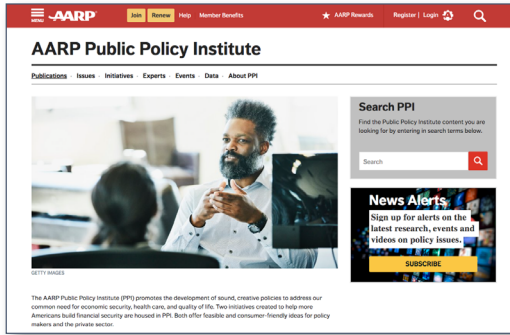 MENU AARP Join Renew Help Member Benefits ★ AARP Rewards Register | Login
AARP Public Policy Institute
Publications · Issues · Initiatives · Experts · Events · Data · About PPI
Search PPI
Find the Public Policy Institute content you are
looking for by entering in search terms below.
Search
News Alerts
Sign up for alerts on the
latest research, events and
videos on policy issues.
SUBSCRIBE
GETTY IMAGES
The AARP Public Policy Institute (PPI) promotes the development of sound, creative policies to address our
common need for economic security, health care, and quality of life. Two initiatives created to help more
Americans build financial security are housed in PPI. Both offer feasible and consumer-friendly ideas for policy
makers and the private sector.